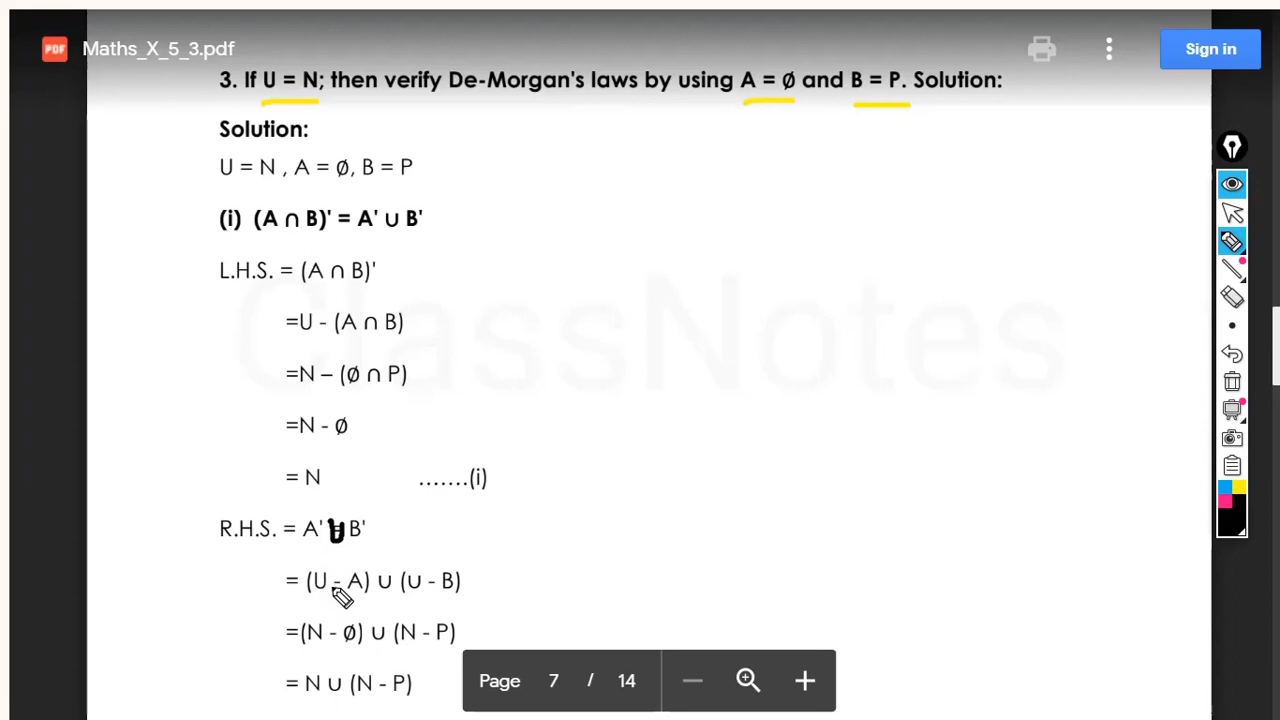 Maths_X_5_3.pdf
Sign in
3. If U = N; then verify De-Morgan's laws by using A = ∅ and B = P. Solution:
Solution:
U = N , A = ∅, B = P
(i) (A ∩ B)' = A' ∪ B'
L.H.S. = (A ∩ B)'
=U - (A ∩ B)
=N – (∅ ∩ P)
=N - ∅
= N .......(i)
R.H.S. = A' ∪ B'
= (U - A) ∪ (∪ - B)
=(N - ∅) ∪ (N - P)
= N ∪ (N - P)
Page 7 / 14
ClassNotes